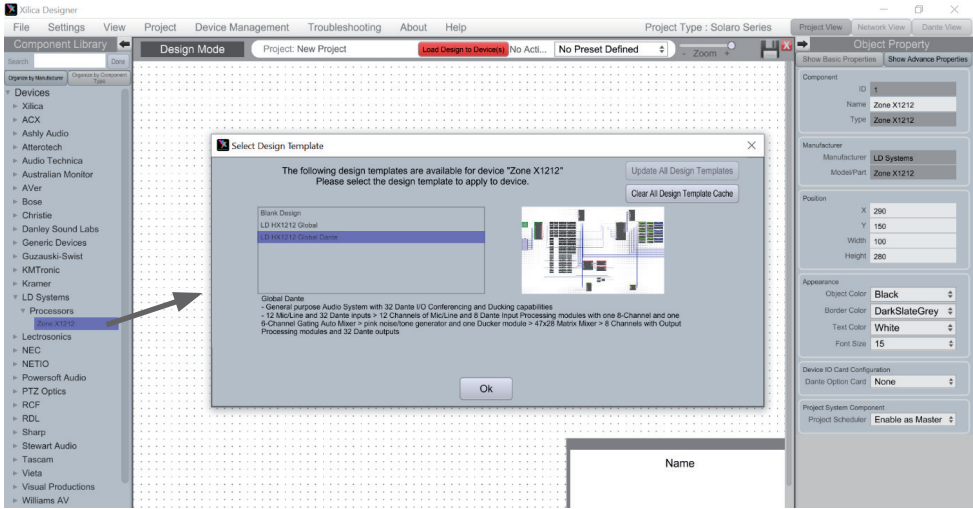 Xilica Designer
File Settings View Project Device Management Troubleshooting About Help Project Type : Solaro Series Project View Network View Dante View
Component Library
Search Done
Organize by Manufacturer Organize by Component Type
Devices
Xilica
ACX
Ashly Audio
Atterotech
Audio Technica
Australian Monitor
AVer
Bose
Christie
Danley Sound Labs
Generic Devices
Guzauski-Swist
KMTronic
Kramer
LD Systems
Processors
Zone X1212
Lectrosonics
NEC
NETIO
Powersoft Audio
PTZ Optics
RCF
RDL
Sharp
Stewart Audio
Tascam
Vieta
Visual Productions
Williams AV
Design Mode Project: New Project Load Design to Device(s) No Acti... No Preset Defined - Zoom +
Select Design Template
The following design templates are available for device "Zone X1212"
Please select the design template to apply to device.
Update All Design Templates
Clear All Design Template Cache
Blank Design
LD HX1212 Global
LD HX1212 Global Dante
Global Dante
- General purpose Audio System with 32 Dante I/O Conferencing and Ducking capabilities
- 12 Mic/Line and 32 Dante inputs > 12 Channels of Mic/Line and 8 Dante Input Processing modules with one 8-Channel and one
6-Channel Gating Auto Mixer > pink noise/tone generator and one Ducker module > 47x28 Matrix Mixer > 8 Channels with Output
Processing modules and 32 Dante outputs
Ok
Name
Object Property
Show Basic Properties Show Advance Properties
Component
ID 1
Name Zone X1212
Type Zone X1212
Manufacturer
Manufacturer LD Systems
Model/Part Zone X1212
Position
X 290
Y 150
Width 100
Height 280
Appearance
Object Color Black
Border Color DarkSlateGrey
Text Color White
Font Size 15
Device IO Card Configuration
Dante Option Card None
Project System Component
Project Scheduler Enable as Master